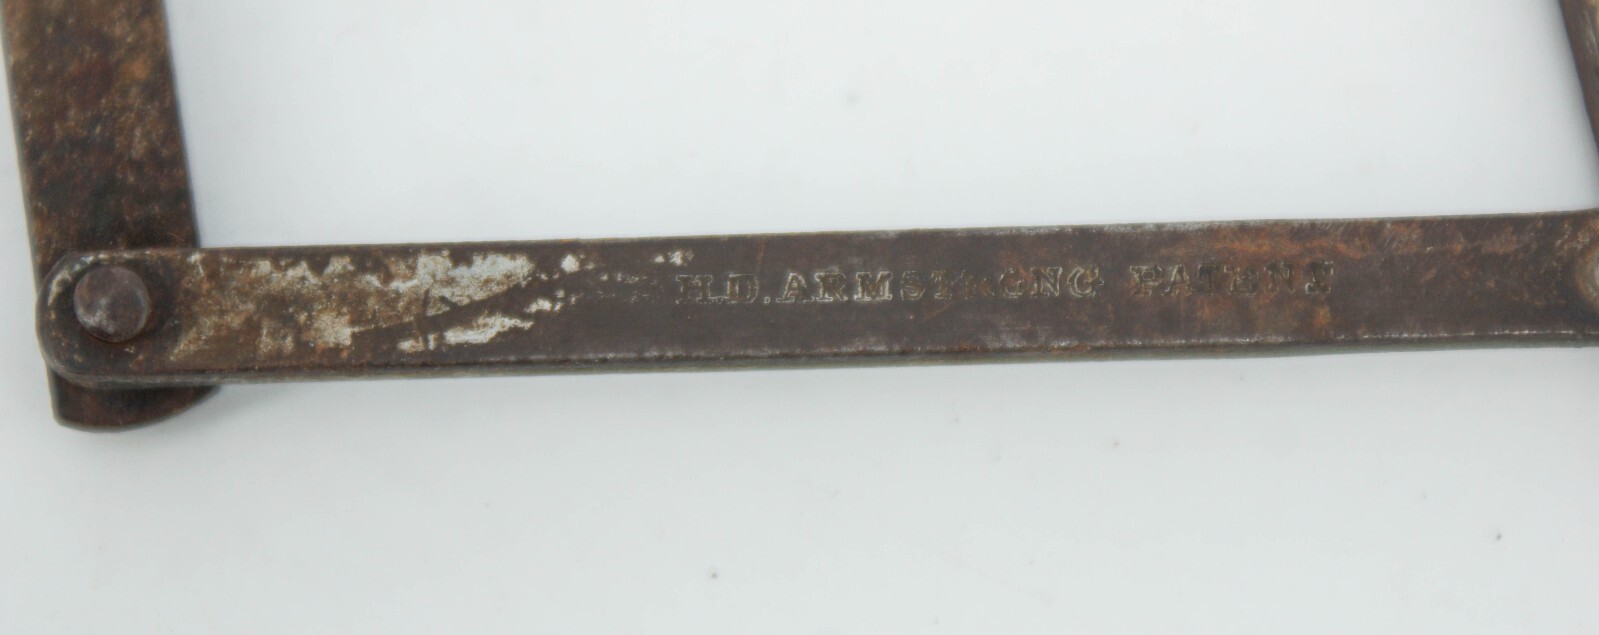 H.D. ARMSTRONG PATENT